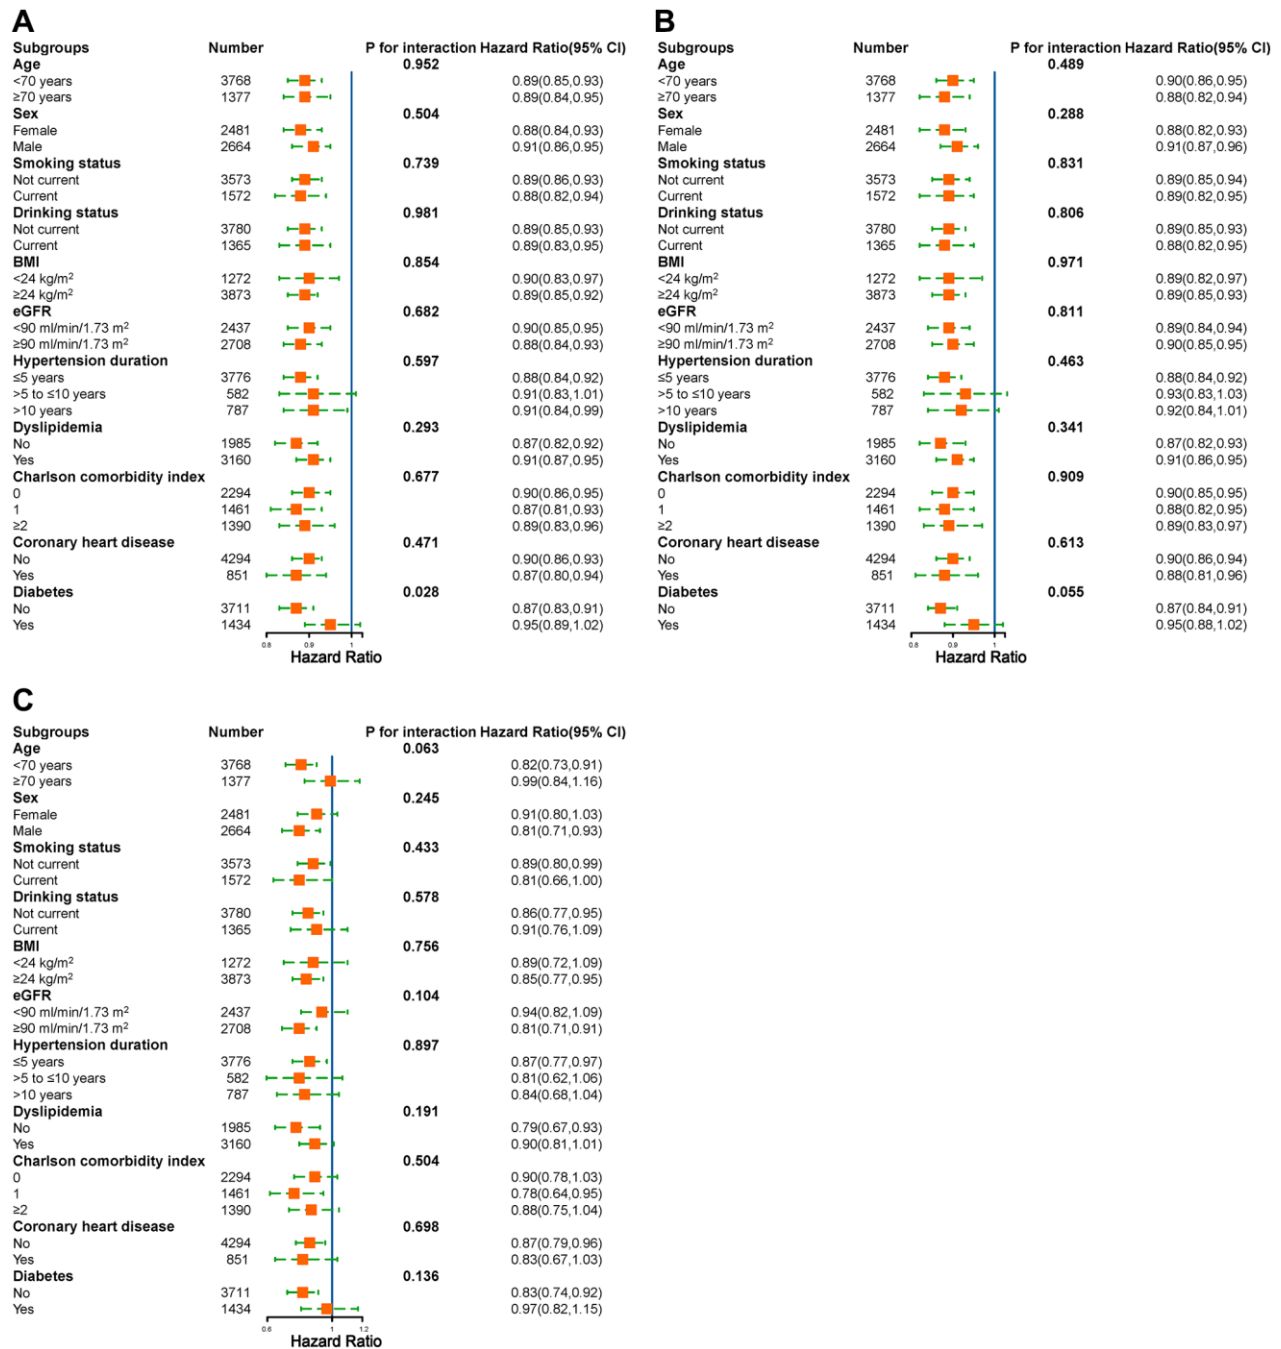 A
Subgroups Number P for interaction Hazard Ratio(95% CI)
Age 0.952
<70 years 3768 0.89(0.85,0.93)
≥70 years 1377 0.89(0.84,0.95)
Sex 0.504
Female 2481 0.88(0.84,0.93)
Male 2664 0.91(0.86,0.95)
Smoking status 0.739
Not current 3573 0.89(0.86,0.93)
Current 1572 0.88(0.82,0.94)
Drinking status 0.981
Not current 3780 0.89(0.85,0.93)
Current 1365 0.89(0.83,0.95)
BMI 0.854
<24 kg/m² 1272 0.90(0.83,0.97)
≥24 kg/m² 3873 0.89(0.85,0.92)
eGFR 0.682
<90 ml/min/1.73 m² 2437 0.90(0.85,0.95)
≥90 ml/min/1.73 m² 2708 0.88(0.84,0.93)
Hypertension duration 0.597
≤5 years 3776 0.88(0.84,0.92)
>5 to ≤10 years 582 0.91(0.83,1.01)
>10 years 787 0.91(0.84,0.99)
Dyslipidemia 0.293
No 1985 0.87(0.82,0.92)
Yes 3160 0.91(0.87,0.95)
Charlson comorbidity index 0.677
0 2294 0.90(0.86,0.95)
1 1461 0.87(0.81,0.93)
≥2 1390 0.89(0.83,0.96)
Coronary heart disease 0.471
No 4294 0.90(0.86,0.93)
Yes 851 0.87(0.80,0.94)
Diabetes 0.028
No 3711 0.87(0.83,0.91)
Yes 1434 0.95(0.89,1.02)
0.8 0.9 1
Hazard Ratio
B
Subgroups Number P for interaction Hazard Ratio(95% CI)
Age 0.489
<70 years 3768 0.90(0.86,0.95)
≥70 years 1377 0.88(0.82,0.94)
Sex 0.288
Female 2481 0.88(0.82,0.93)
Male 2664 0.91(0.87,0.96)
Smoking status 0.831
Not current 3573 0.89(0.85,0.94)
Current 1572 0.89(0.82,0.95)
Drinking status 0.806
Not current 3780 0.89(0.85,0.93)
Current 1365 0.88(0.82,0.95)
BMI 0.971
<24 kg/m² 1272 0.89(0.82,0.97)
≥24 kg/m² 3873 0.89(0.85,0.93)
eGFR 0.811
<90 ml/min/1.73 m² 2437 0.89(0.84,0.94)
≥90 ml/min/1.73 m² 2708 0.90(0.85,0.95)
Hypertension duration 0.463
≤5 years 3776 0.88(0.84,0.92)
>5 to ≤10 years 582 0.93(0.83,1.03)
>10 years 787 0.92(0.84,1.01)
Dyslipidemia 0.341
No 1985 0.87(0.82,0.93)
Yes 3160 0.91(0.86,0.95)
Charlson comorbidity index 0.909
0 2294 0.90(0.85,0.95)
1 1461 0.88(0.82,0.95)
≥2 1390 0.89(0.83,0.97)
Coronary heart disease 0.613
No 4294 0.90(0.86,0.94)
Yes 851 0.88(0.81,0.96)
Diabetes 0.055
No 3711 0.87(0.84,0.91)
Yes 1434 0.95(0.88,1.02)
0.8 0.9 1
Hazard Ratio
C
Subgroups Number P for interaction Hazard Ratio(95% CI)
Age 0.063
<70 years 3768 0.82(0.73,0.91)
≥70 years 1377 0.99(0.84,1.16)
Sex 0.245
Female 2481 0.91(0.80,1.03)
Male 2664 0.81(0.71,0.93)
Smoking status 0.433
Not current 3573 0.89(0.80,0.99)
Current 1572 0.81(0.66,1.00)
Drinking status 0.578
Not current 3780 0.86(0.77,0.95)
Current 1365 0.91(0.76,1.09)
BMI 0.756
<24 kg/m² 1272 0.89(0.72,1.09)
≥24 kg/m² 3873 0.85(0.77,0.95)
eGFR 0.104
<90 ml/min/1.73 m² 2437 0.94(0.82,1.09)
≥90 ml/min/1.73 m² 2708 0.81(0.71,0.91)
Hypertension duration 0.897
≤5 years 3776 0.87(0.77,0.97)
>5 to ≤10 years 582 0.81(0.62,1.06)
>10 years 787 0.84(0.68,1.04)
Dyslipidemia 0.191
No 1985 0.79(0.67,0.93)
Yes 3160 0.90(0.81,1.01)
Charlson comorbidity index 0.504
0 2294 0.90(0.78,1.03)
1 1461 0.78(0.64,0.95)
≥2 1390 0.88(0.75,1.04)
Coronary heart disease 0.698
No 4294 0.87(0.79,0.96)
Yes 851 0.83(0.67,1.03)
Diabetes 0.136
No 3711 0.83(0.74,0.92)
Yes 1434 0.97(0.82,1.15)
0.6 1 1.2
Hazard Ratio